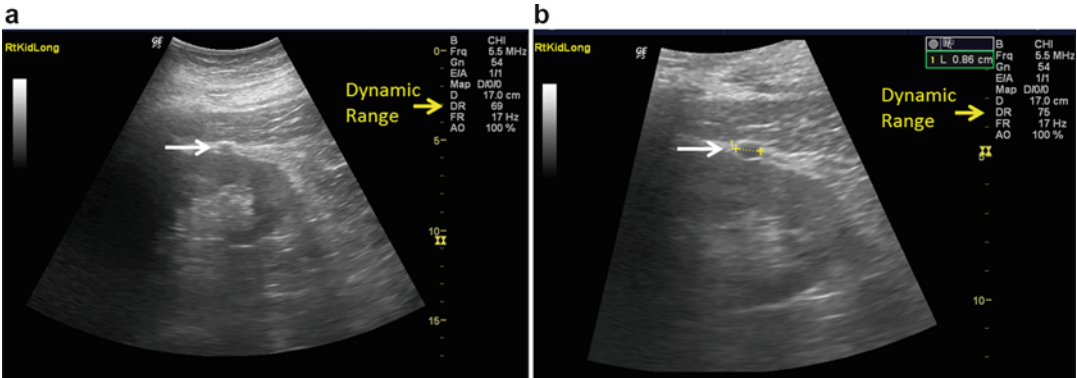 a
RtKidLong
GE
B CHI
Frq 5.5 MHz
Gn 54
E/A 1/1
Map D/0/0
D 17.0 cm
DR 69
FR 17 Hz
AO 100 %
Dynamic
Range
0
5
10
15
b
RtKidLong
GE
1 L 0.86 cm
B CHI
Frq 5.5 MHz
Gn 54
E/A 1/1
Map D/0/0
D 17.0 cm
DR 75
FR 17 Hz
AO 100 %
Dynamic
Range
5
10